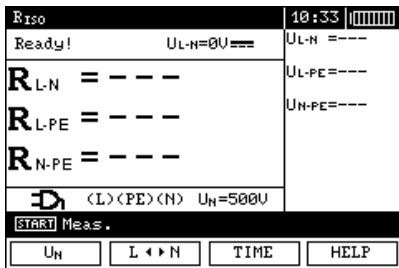 RISO 10:33
Ready! UL-N=0V
UL-N =---
UL-PE=---
UN-PE=---
RL-N = ---
RL-PE = ---
RN-PE = ---
(L)(PE)(N) UN=500V
START Meas.
UN L◄►N TIME HELP